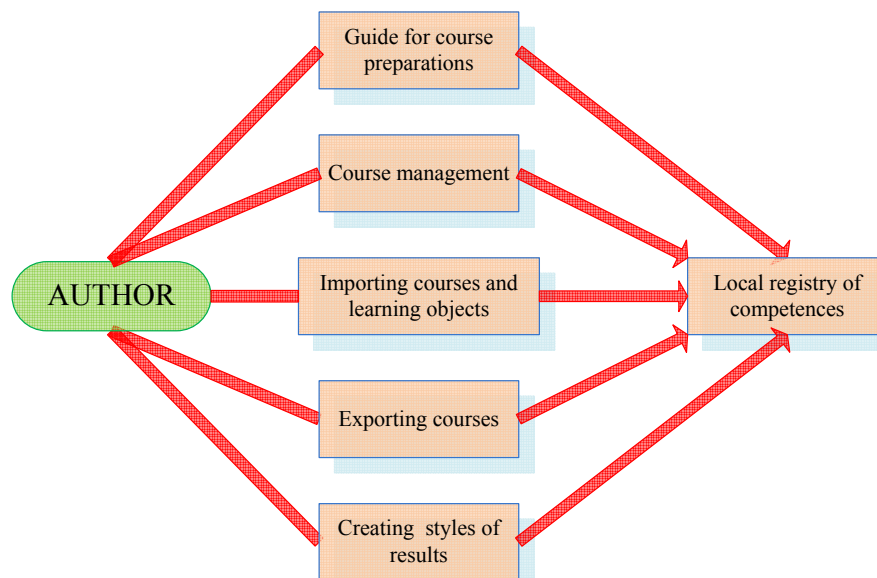 Guide for course
preparations
Course management
AUTHOR
Importing courses and
learning objects
Local registry of
competences
Exporting courses
Creating  styles of
results